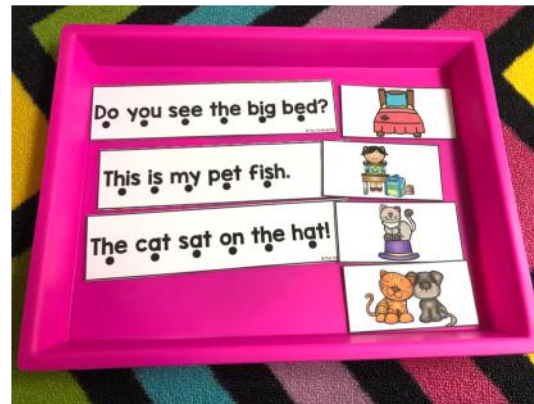 Do you see the big bed?
This is my pet fish.
The cat sat on the hat!